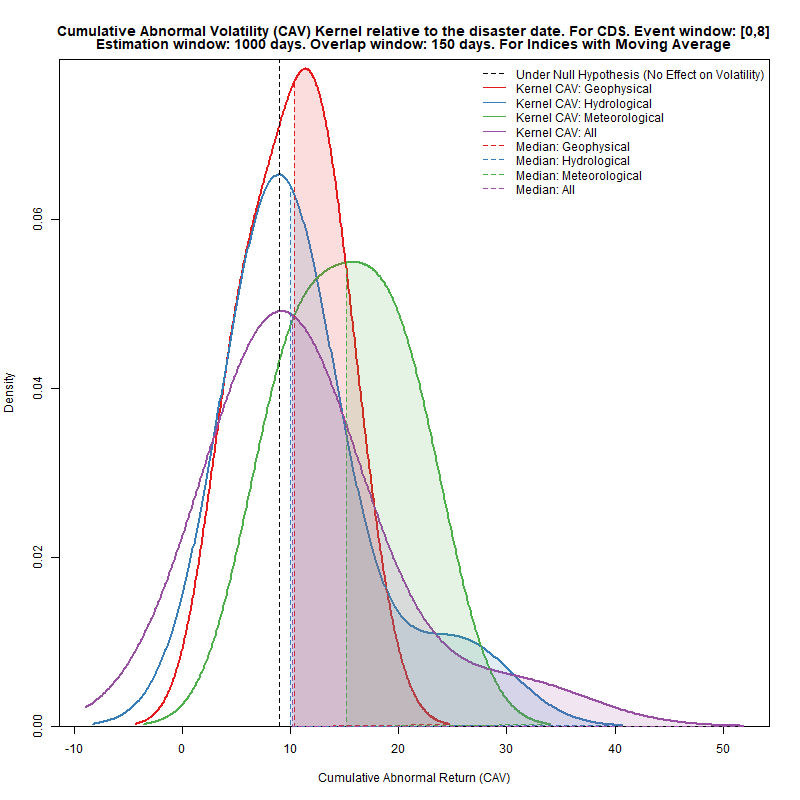 Cumulative Abnormal Volatility (CAV) Kernel relative to the disaster date. For CDS. Event window: [0,8]
Estimation window: 1000 days. Overlap window: 150 days. For Indices with Moving Average
Under Null Hypothesis (No Effect on Volatility)
Kernel CAV: Geophysical
Kernel CAV: Hydrological
Kernel CAV: Meteorological
Kernel CAV: All
Median: Geophysical
Median: Hydrological
Median: Meteorological
Median: All
Density
0.06
0.04
0.02
0.00
-10 0 10 20 30 40 50
Cumulative Abnormal Return (CAV)